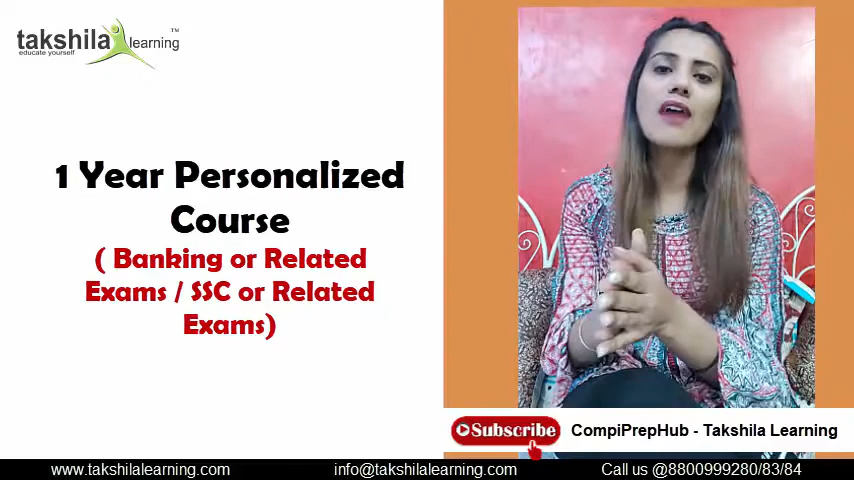 takshila learning ™
educate yourself
1 Year Personalized
Course
( Banking or Related
Exams / SSC or Related
Exams)
Subscribe
CompiPrepHub - Takshila Learning
www.takshilalearning.com
info@takshilalearning.com
Call us @8800999280/83/84